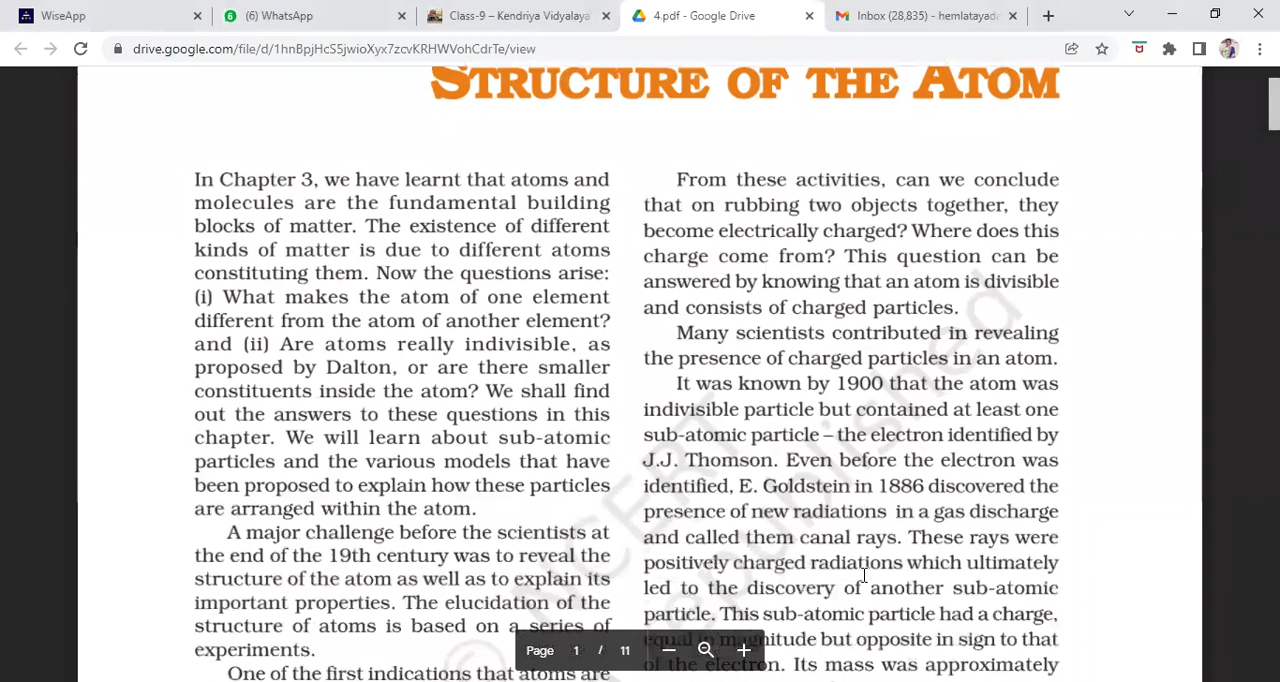 WiseApp
(6) WhatsApp
Class-9 – Kendriya Vidyalaya
4.pdf - Google Drive
Inbox (28,835) - hemlatayada
drive.google.com/file/d/1hnBpjHcS5jwioXyx7zcvKRHWVohCdrTe/view
STRUCTURE OF THE ATOM
In Chapter 3, we have learnt that atoms and
molecules are the fundamental building
blocks of matter. The existence of different
kinds of matter is due to different atoms
constituting them. Now the questions arise:
(i) What makes the atom of one element
different from the atom of another element?
and (ii) Are atoms really indivisible, as
proposed by Dalton, or are there smaller
constituents inside the atom? We shall find
out the answers to these questions in this
chapter. We will learn about sub-atomic
particles and the various models that have
been proposed to explain how these particles
are arranged within the atom.
A major challenge before the scientists at
the end of the 19th century was to reveal the
structure of the atom as well as to explain its
important properties. The elucidation of the
structure of atoms is based on a series of
experiments.
One of the first indications that atoms are
From these activities, can we conclude
that on rubbing two objects together, they
become electrically charged? Where does this
charge come from? This question can be
answered by knowing that an atom is divisible
and consists of charged particles.
Many scientists contributed in revealing
the presence of charged particles in an atom.
It was known by 1900 that the atom was
indivisible particle but contained at least one
sub-atomic particle – the electron identified by
J.J. Thomson. Even before the electron was
identified, E. Goldstein in 1886 discovered the
presence of new radiations in a gas discharge
and called them canal rays. These rays were
positively charged radiations which ultimately
led to the discovery of another sub-atomic
particle. This sub-atomic particle had a charge,
equal in magnitude but opposite in sign to that
of the electron. Its mass was approximately
© NCERT
republished
Page 1 / 11